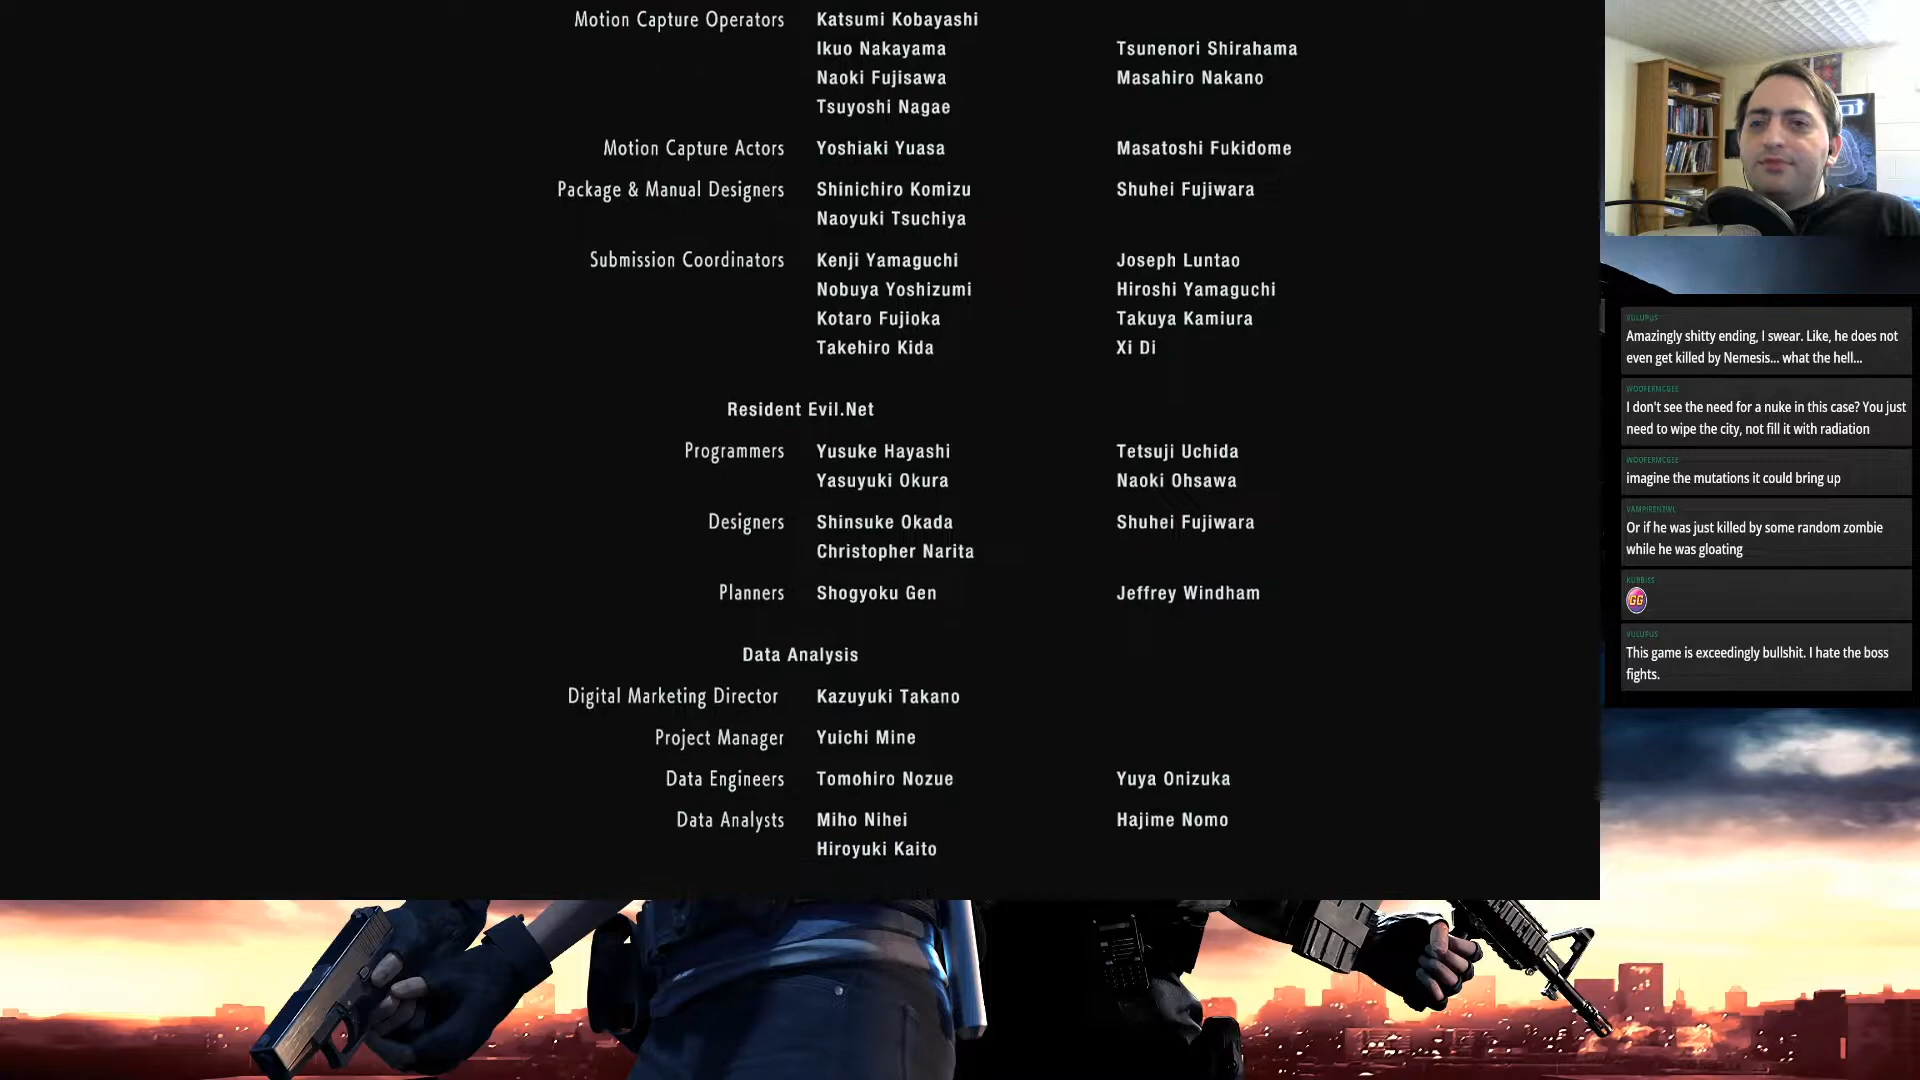 Motion Capture Operators Katsumi Kobayashi
Ikuo Nakayama Tsunenori Shirahama
Naoki Fujisawa Masahiro Nakano
Tsuyoshi Nagae
Motion Capture Actors Yoshiaki Yuasa Masatoshi Fukidome
Package & Manual Designers Shinichiro Komizu Shuhei Fujiwara
Naoyuki Tsuchiya
Submission Coordinators Kenji Yamaguchi Joseph Luntao
Nobuya Yoshizumi Hiroshi Yamaguchi
Kotaro Fujioka Takuya Kamiura
Takehiro Kida Xi Di
Resident Evil.Net
Programmers Yusuke Hayashi Tetsuji Uchida
Yasuyuki Okura Naoki Ohsawa
Designers Shinsuke Okada Shuhei Fujiwara
Christopher Narita
Planners Shogyoku Gen Jeffrey Windham
Data Analysis
Digital Marketing Director Kazuyuki Takano
Project Manager Yuichi Mine
Data Engineers Tomohiro Nozue Yuya Onizuka
Data Analysts Miho Nihei Hajime Nomo
Hiroyuki Kaito
VULUPUS
Amazingly shitty ending, I swear. Like, he does not
even get killed by Nemesis... what the hell...
WOOFERMCGEE
I don't see the need for a nuke in this case? You just
need to wipe the city, not fill it with radiation
WOOFERMCGEE
imagine the mutations it could bring up
VAMPIRENIWL
Or if he was just killed by some random zombie
while he was gloating
KURBISS
GG
VULUPUS
This game is exceedingly bullshit. I hate the boss
fights.